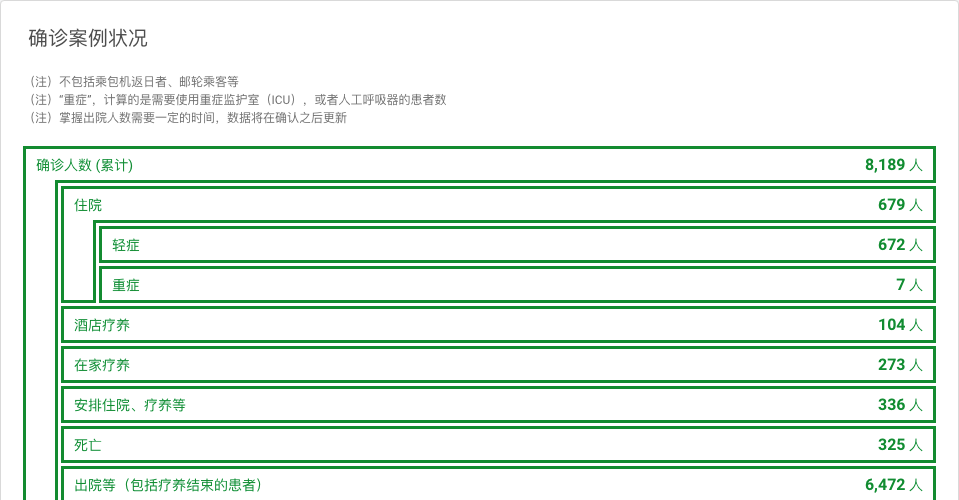 确诊案例状况
（注）不包括乘包机返日者、邮轮乘客等
（注）“重症”，计算的是需要使用重症监护室（ICU），或者人工呼吸器的患者数
（注）掌握出院人数需要一定的时间，数据将在确认之后更新
确诊人数 (累计) 8,189 人
住院 679 人
轻症 672 人
重症 7 人
酒店疗养 104 人
在家疗养 273 人
安排住院、疗养等 336 人
死亡 325 人
出院等（包括疗养结束的患者） 6,472 人